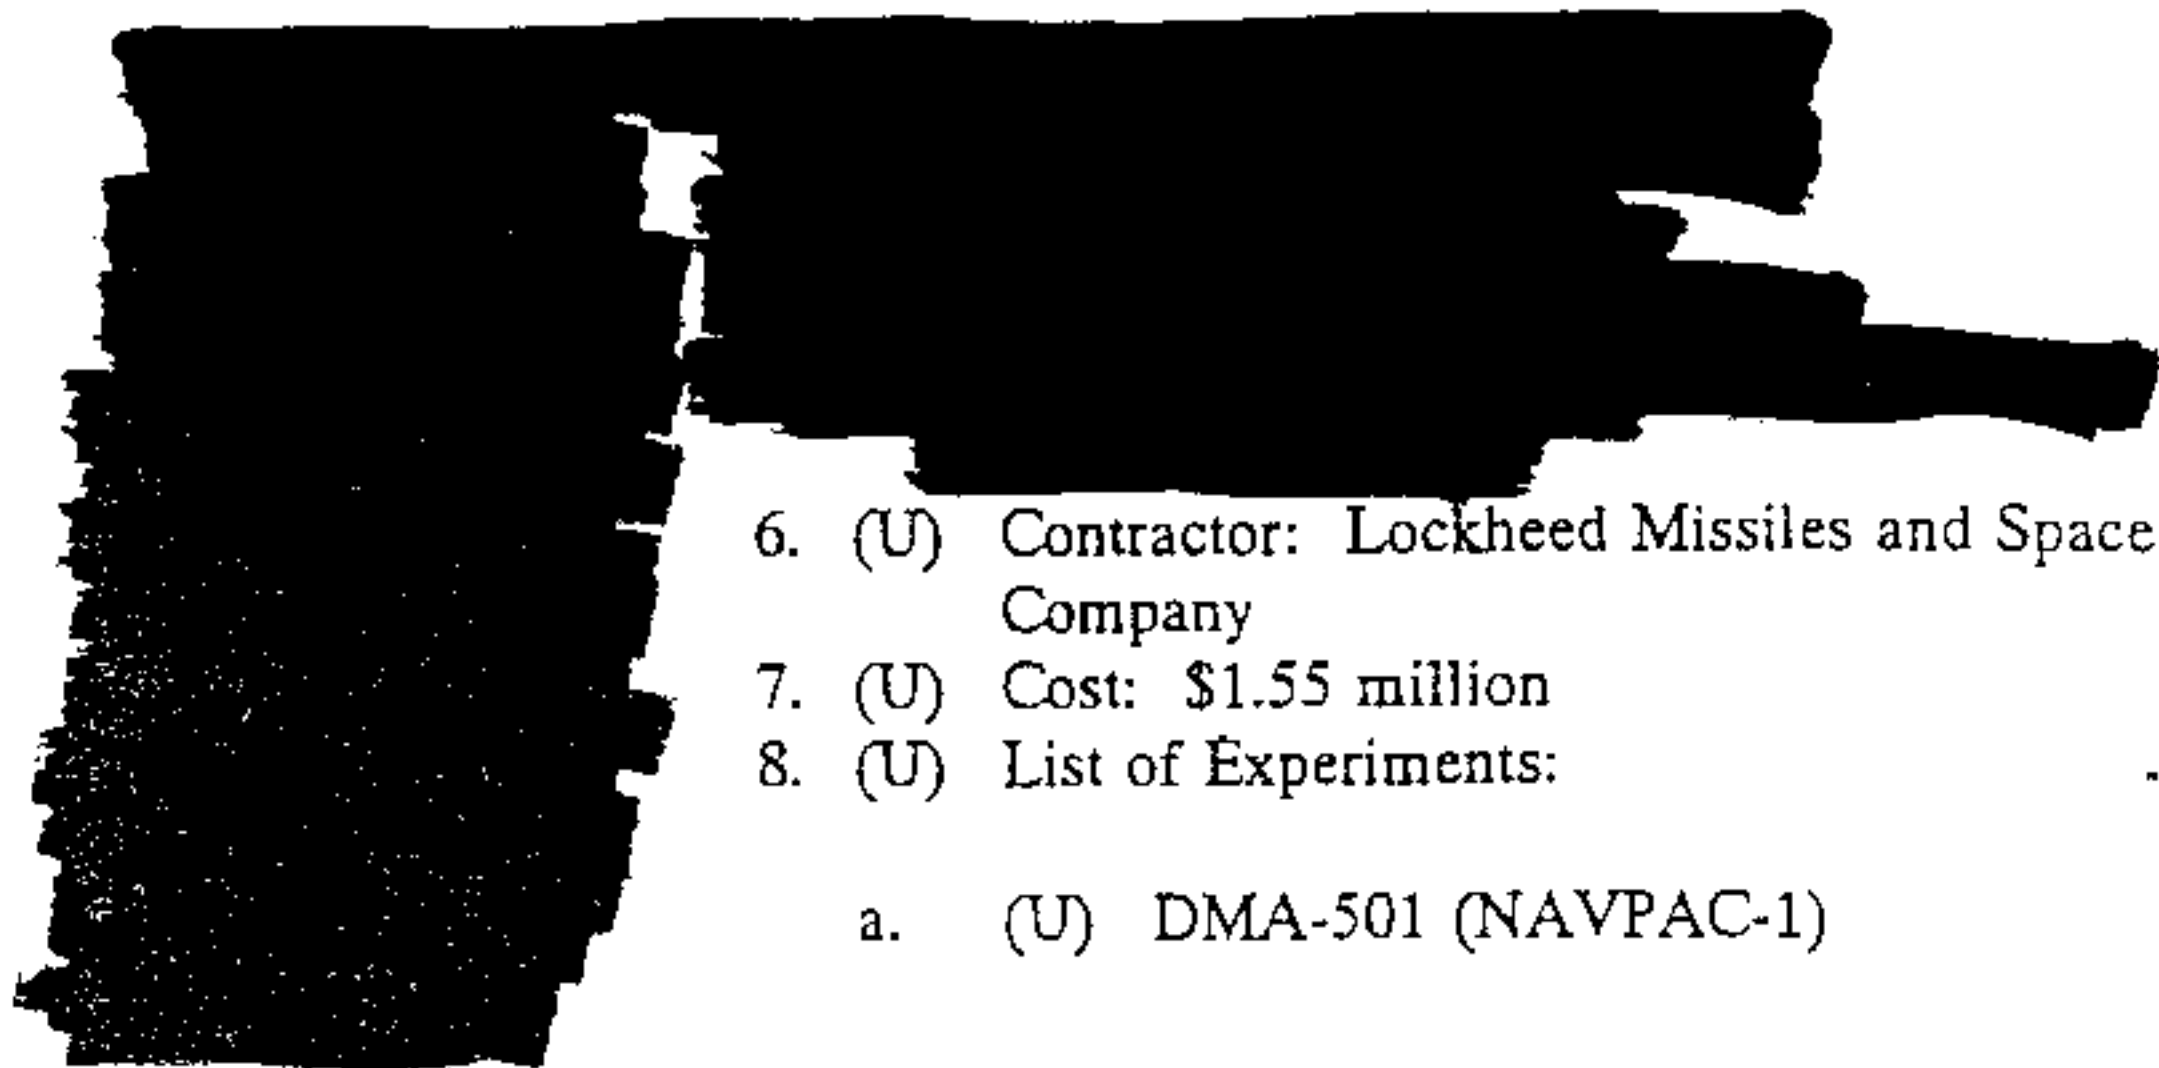 6. (U) Contractor: Lockheed Missiles and Space
Company
7. (U) Cost: $1.55 million
8. (U) List of Experiments:
a. (U) DMA-501 (NAVPAC-1)